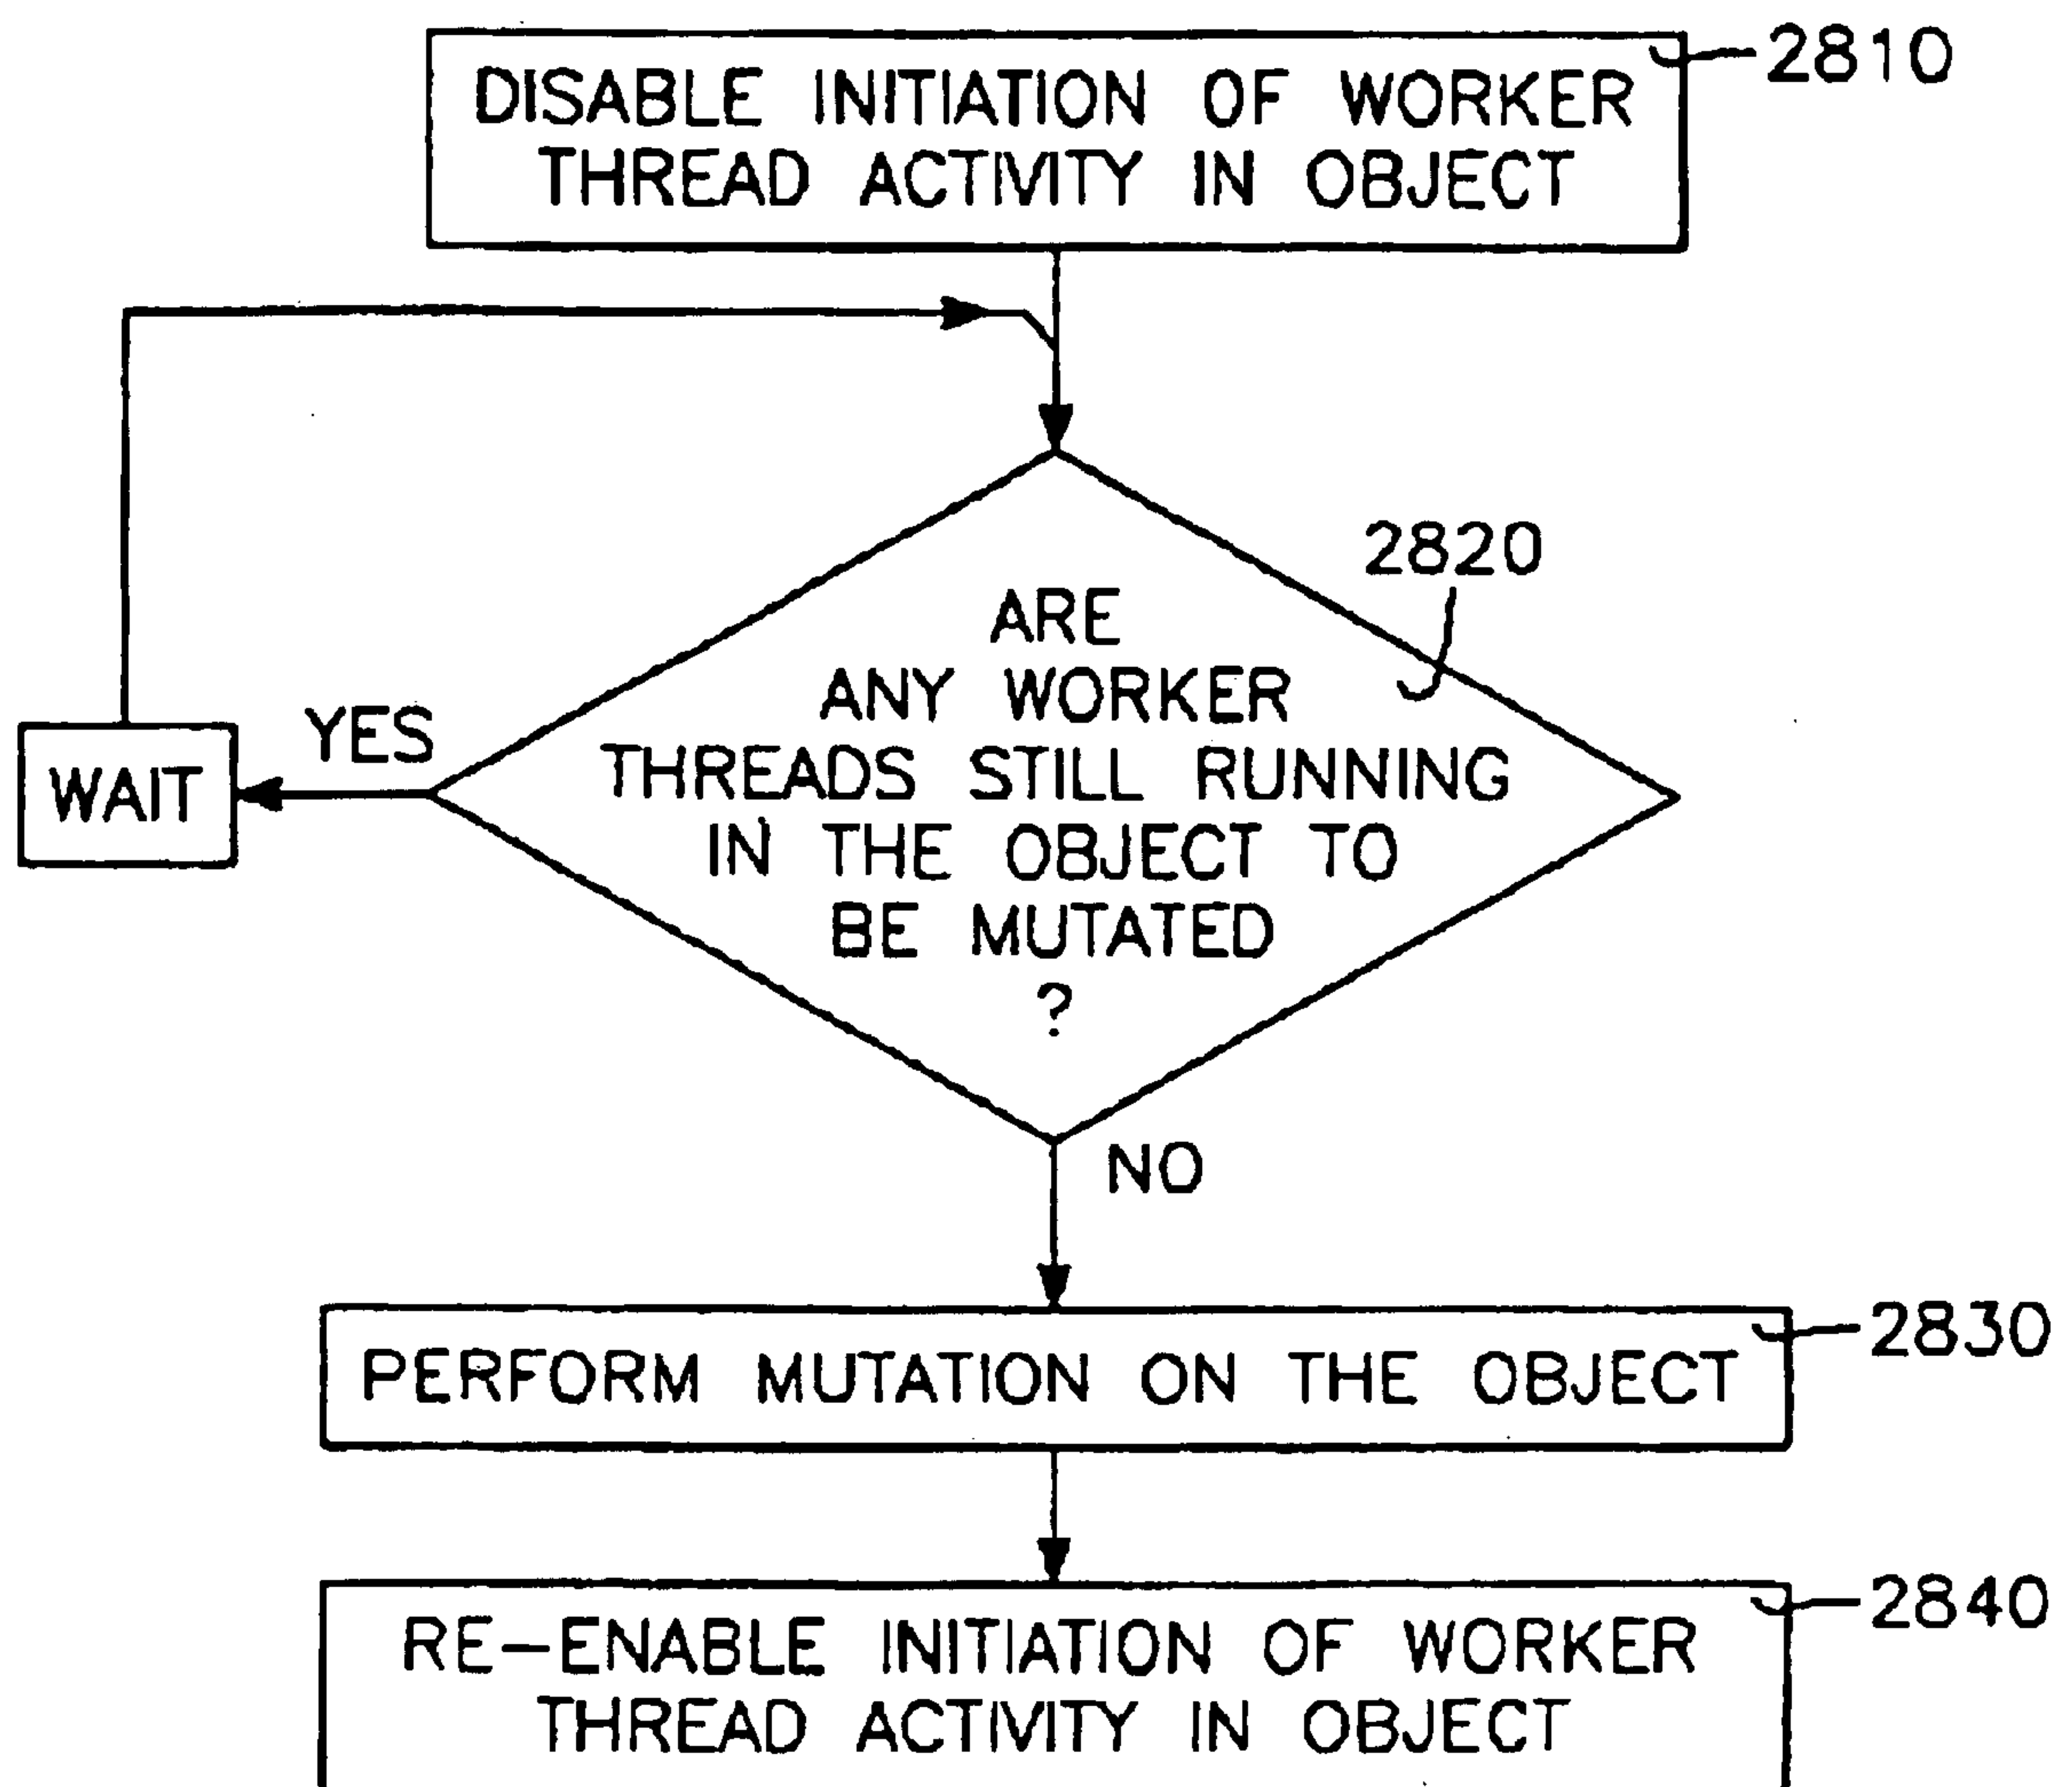 2810
DISABLE INITIATION OF WORKER
THREAD ACTIVITY IN OBJECT
2820
ARE
ANY WORKER
THREADS STILL RUNNING
IN THE OBJECT TO
BE MUTATED
?
YES
WAIT
NO
2830
PERFORM MUTATION ON THE OBJECT
2840
RE-ENABLE INITIATION OF WORKER
THREAD ACTIVITY IN OBJECT